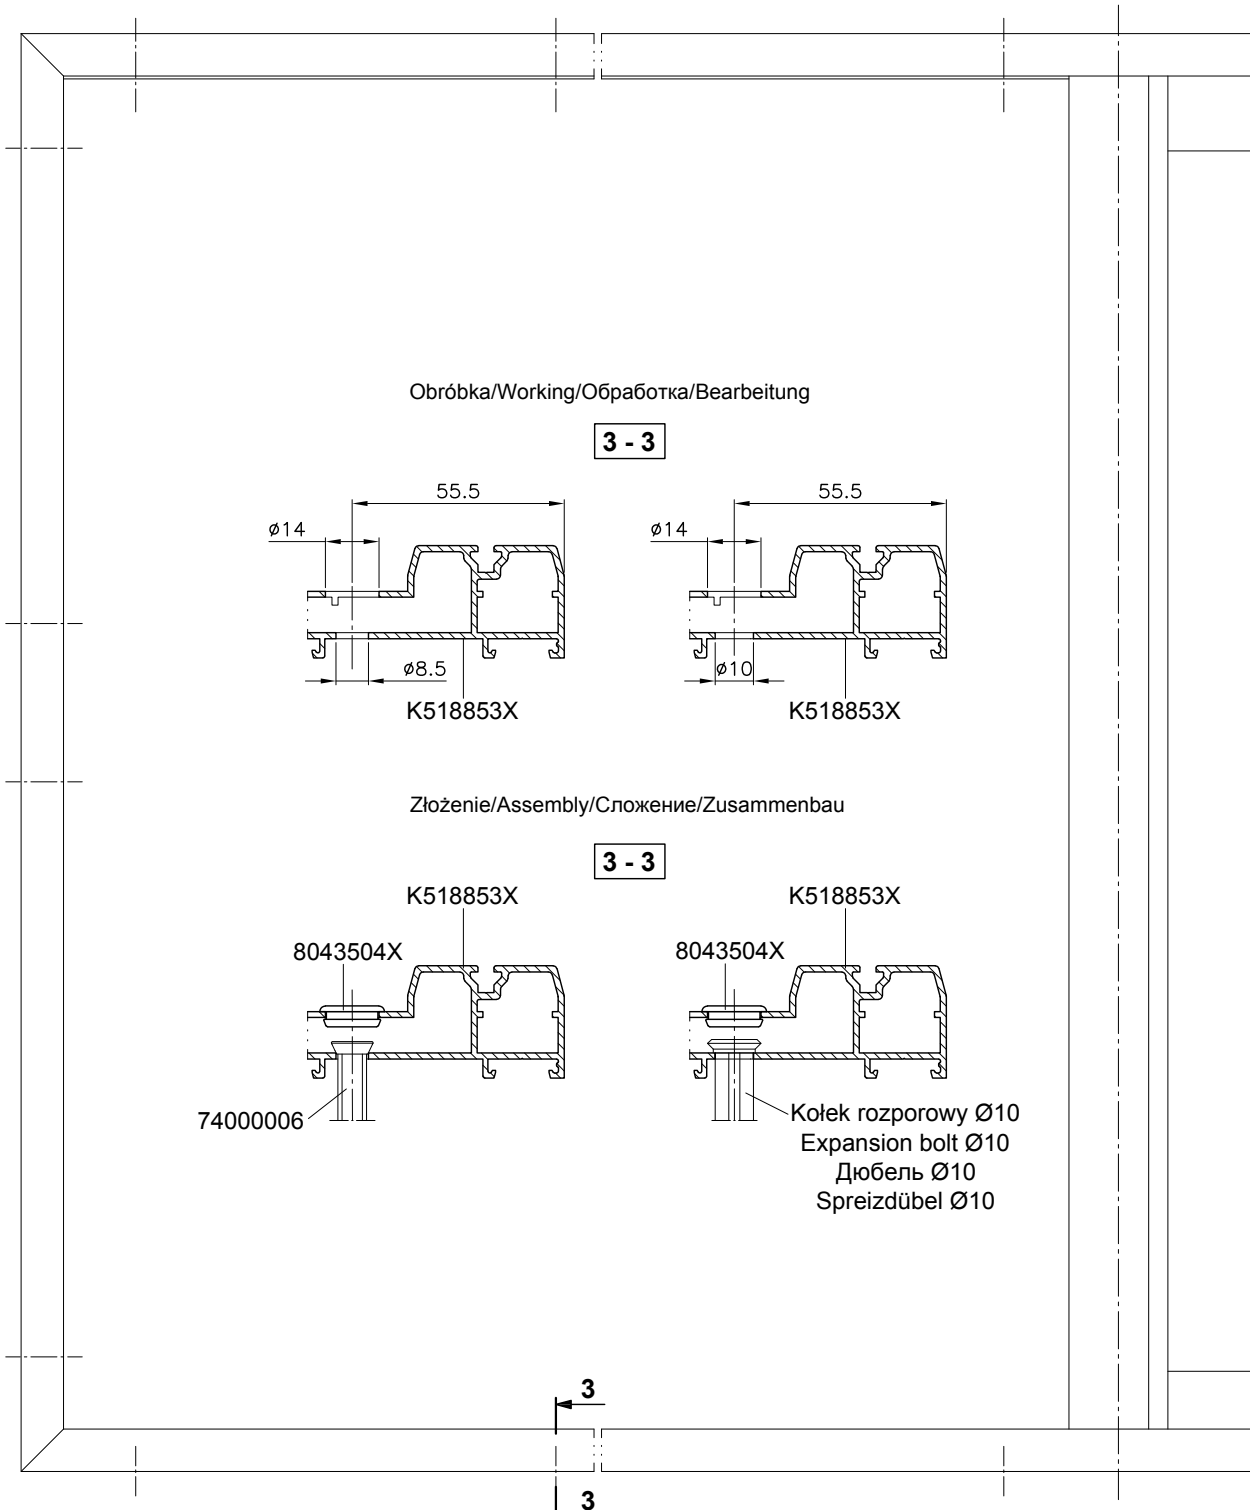 Obróbka/Working/Обработка/Bearbeitung
3 - 3
55.5
55.5
ø14
ø14
ø8.5
ø10
K518853X
K518853X
Złożenie/Assembly/Сложение/Zusammenbau
3 - 3
K518853X
K518853X
8043504X
8043504X
74000006
Kołek rozporowy Ø10
Expansion bolt Ø10
Дюбель Ø10
Spreizdübel Ø10
3
3